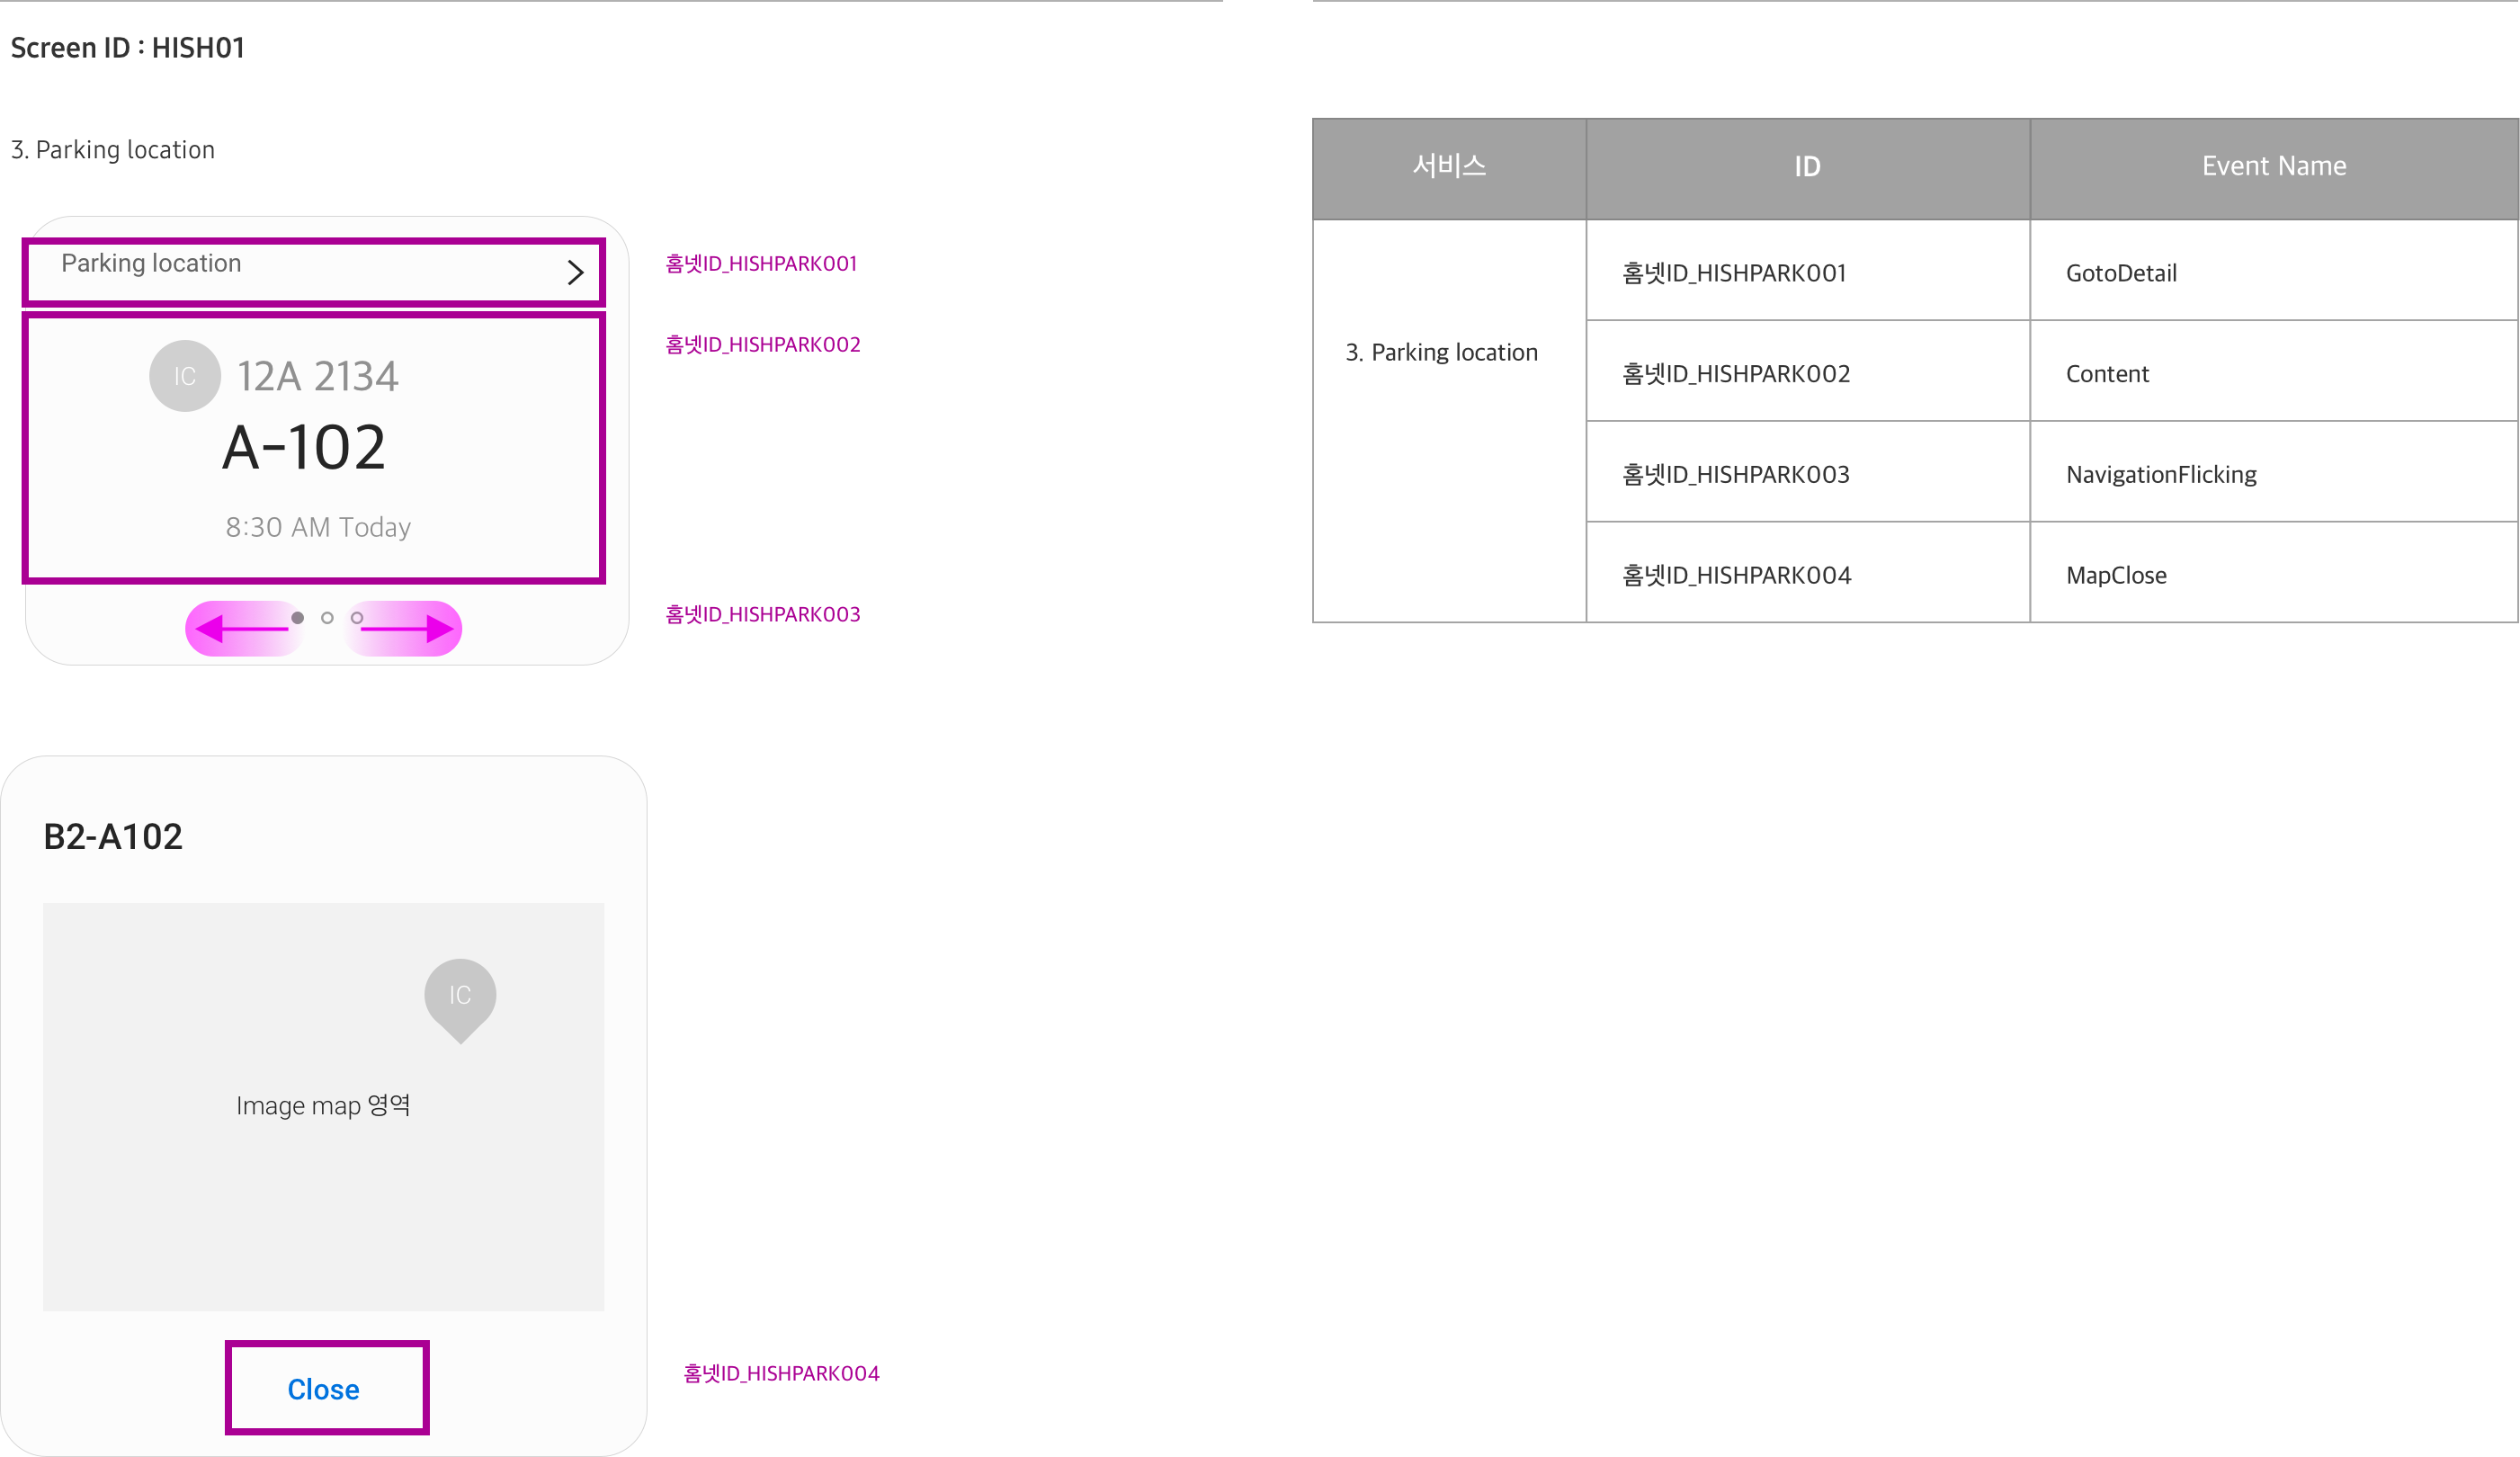 Screen ID : HISH01
3. Parking location
Parking location
홈넷ID_HISHPARK001
홈넷ID_HISHPARK002
IC
12A 2134
A-102
8:30 AM Today
홈넷ID_HISHPARK003
B2-A102
IC
Image map 영역
Close
홈넷ID_HISHPARK004
서비스 ID Event Name
3. Parking location
홈넷ID_HISHPARK001 GotoDetail
홈넷ID_HISHPARK002 Content
홈넷ID_HISHPARK003 NavigationFlicking
홈넷ID_HISHPARK004 MapClose